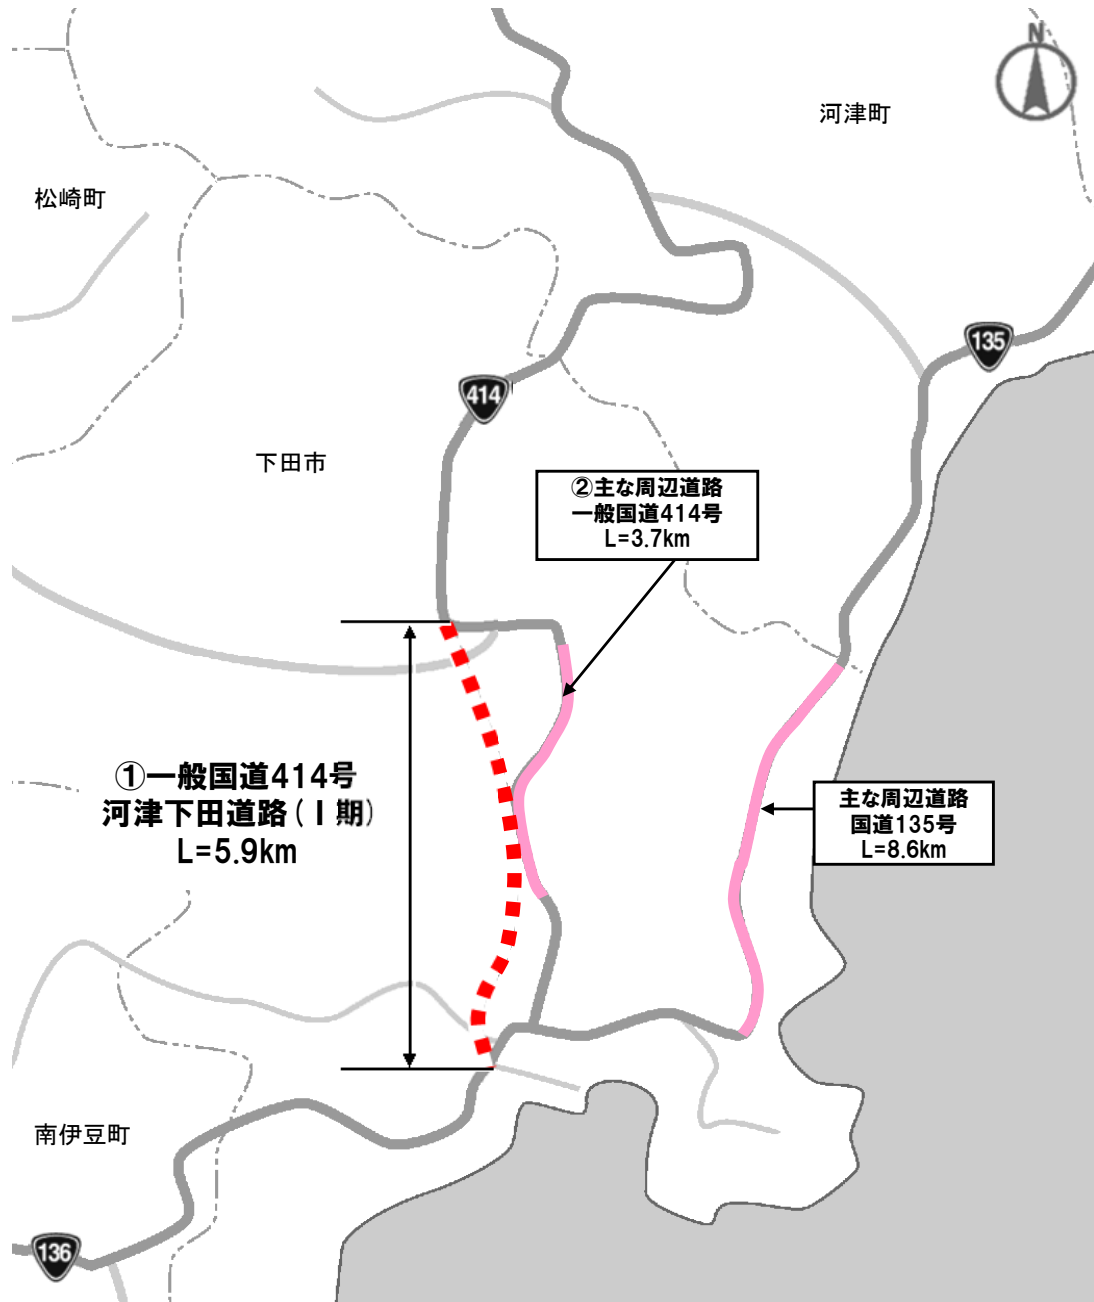 N
河津町
松崎町
135
414
下田市
②主な周辺道路
一般国道414号
L=3.7km
①一般国道414号
河津下田道路(Ⅰ期)
L=5.9km
主な周辺道路
国道135号
L=8.6km
南伊豆町
136